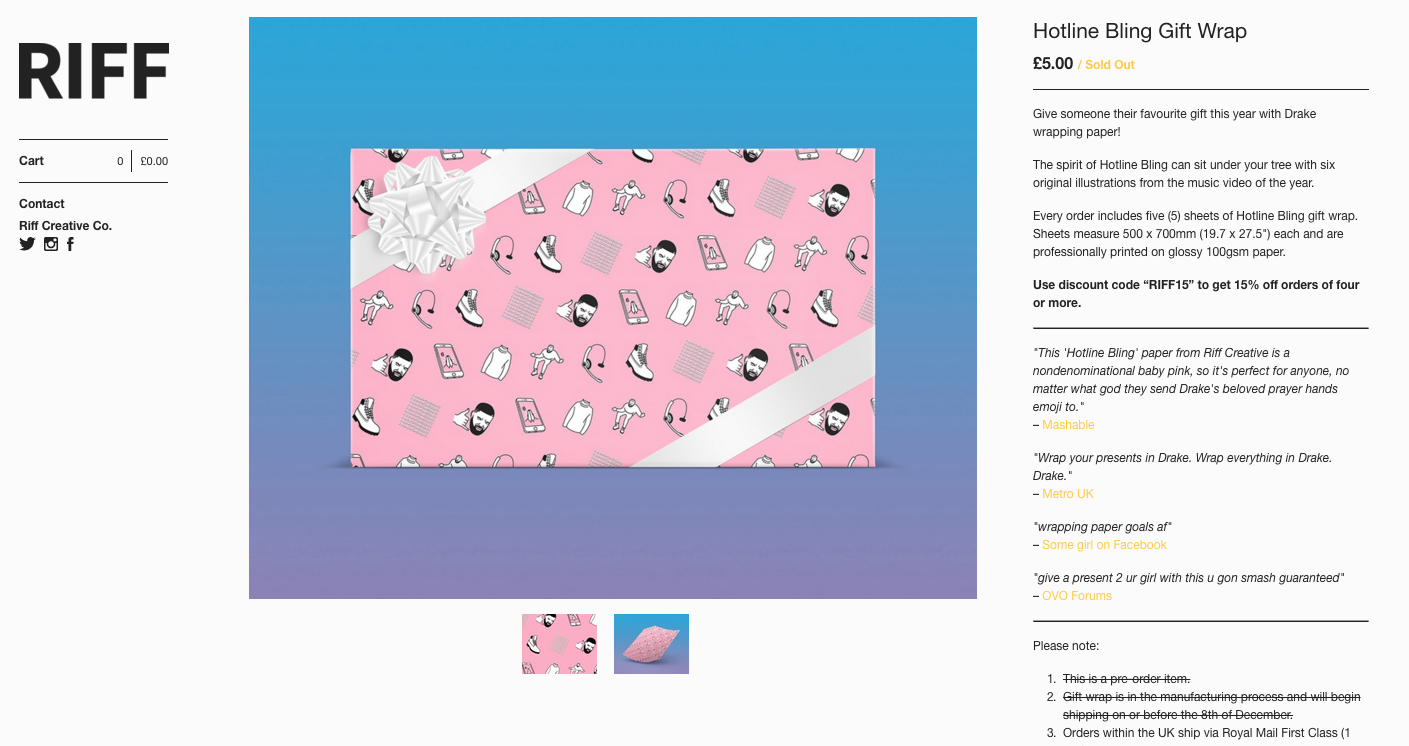 RIFF
Cart 0 £0.00
Contact
Riff Creative Co.
Hotline Bling Gift Wrap
£5.00 / Sold Out
Give someone their favourite gift this year with Drake
wrapping paper!
The spirit of Hotline Bling can sit under your tree with six
original illustrations from the music video of the year.
Every order includes five (5) sheets of Hotline Bling gift wrap.
Sheets measure 500 x 700mm (19.7 x 27.5") each and are
professionally printed on glossy 100gsm paper.
Use discount code “RIFF15” to get 15% off orders of four
or more.
"This 'Hotline Bling' paper from Riff Creative is a
nondenominational baby pink, so it's perfect for anyone, no
matter what god they send Drake's beloved prayer hands
emoji to."
– Mashable
"Wrap your presents in Drake. Wrap everything in Drake.
Drake."
– Metro UK
"wrapping paper goals af"
– Some girl on Facebook
"give a present 2 ur girl with this u gon smash guaranteed"
– OVO Forums
Please note:
1. This is a pre-order item.
2. Gift wrap is in the manufacturing process and will begin
shipping on or before the 8th of December.
3. Orders within the UK ship via Royal Mail First Class (1